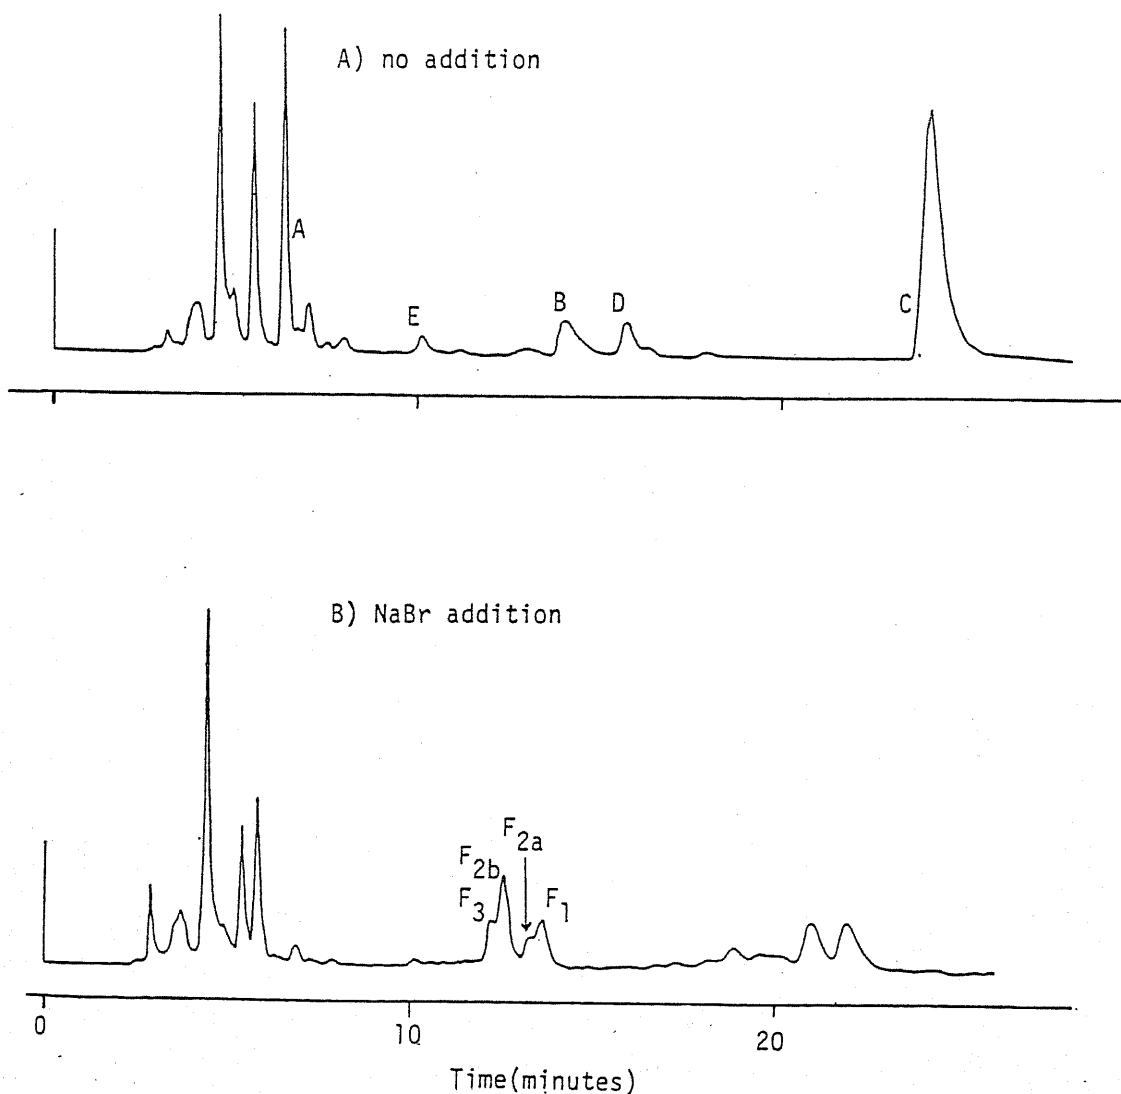 A) no addition
A
E
B
D
C
B) NaBr addition
F2a
F2b
F3
F1
0
10
20
Time(minutes)